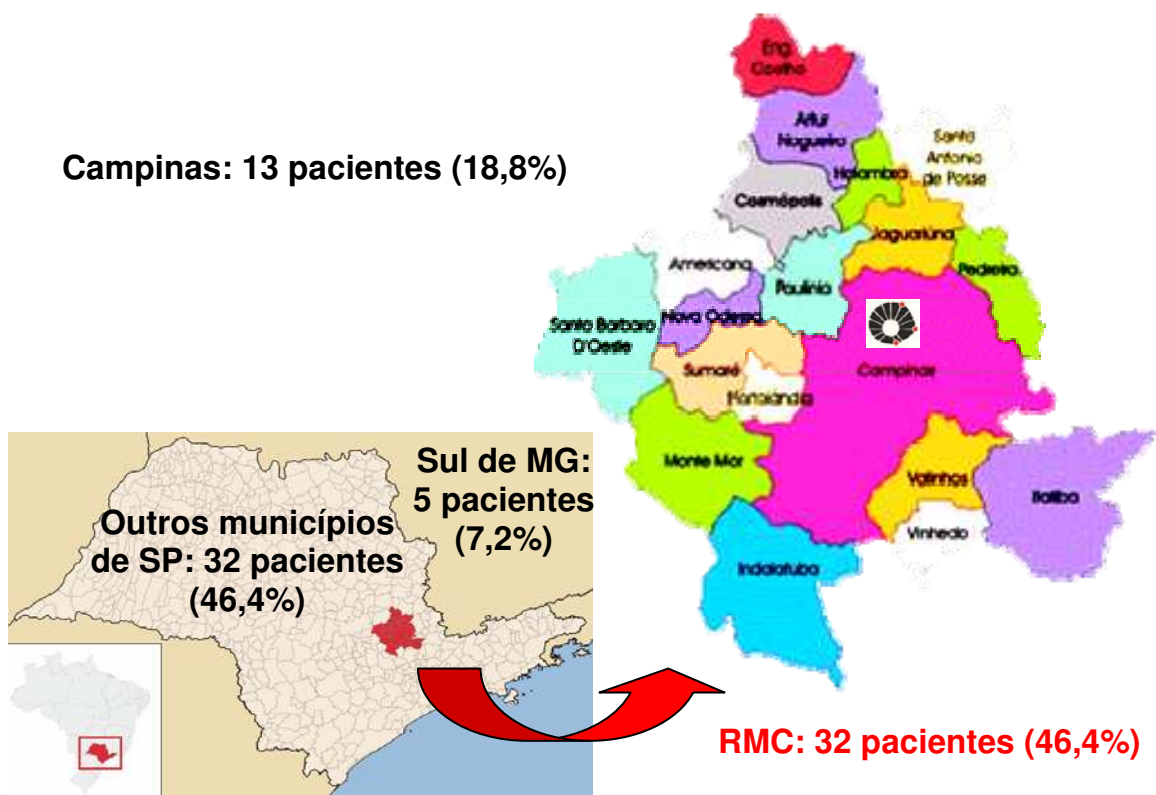 Eng
Coelho
Artur
Nogueira
Santo
Antonio
de Posse
Holambra
Campinas: 13 pacientes (18,8%)
Cosmópolis
Jaguariúna
Americana
Pedreira
Paulínia
Nova Odessa
Santa Barbara
D'Oeste
Sumaré
Campinas
Hortolândia
Monte Mor
Valinhos
Itatiba
Vinhedo
Indaiatuba
Sul de MG:
5 pacientes
(7,2%)
Outros municípios
de SP: 32 pacientes
(46,4%)
RMC: 32 pacientes (46,4%)